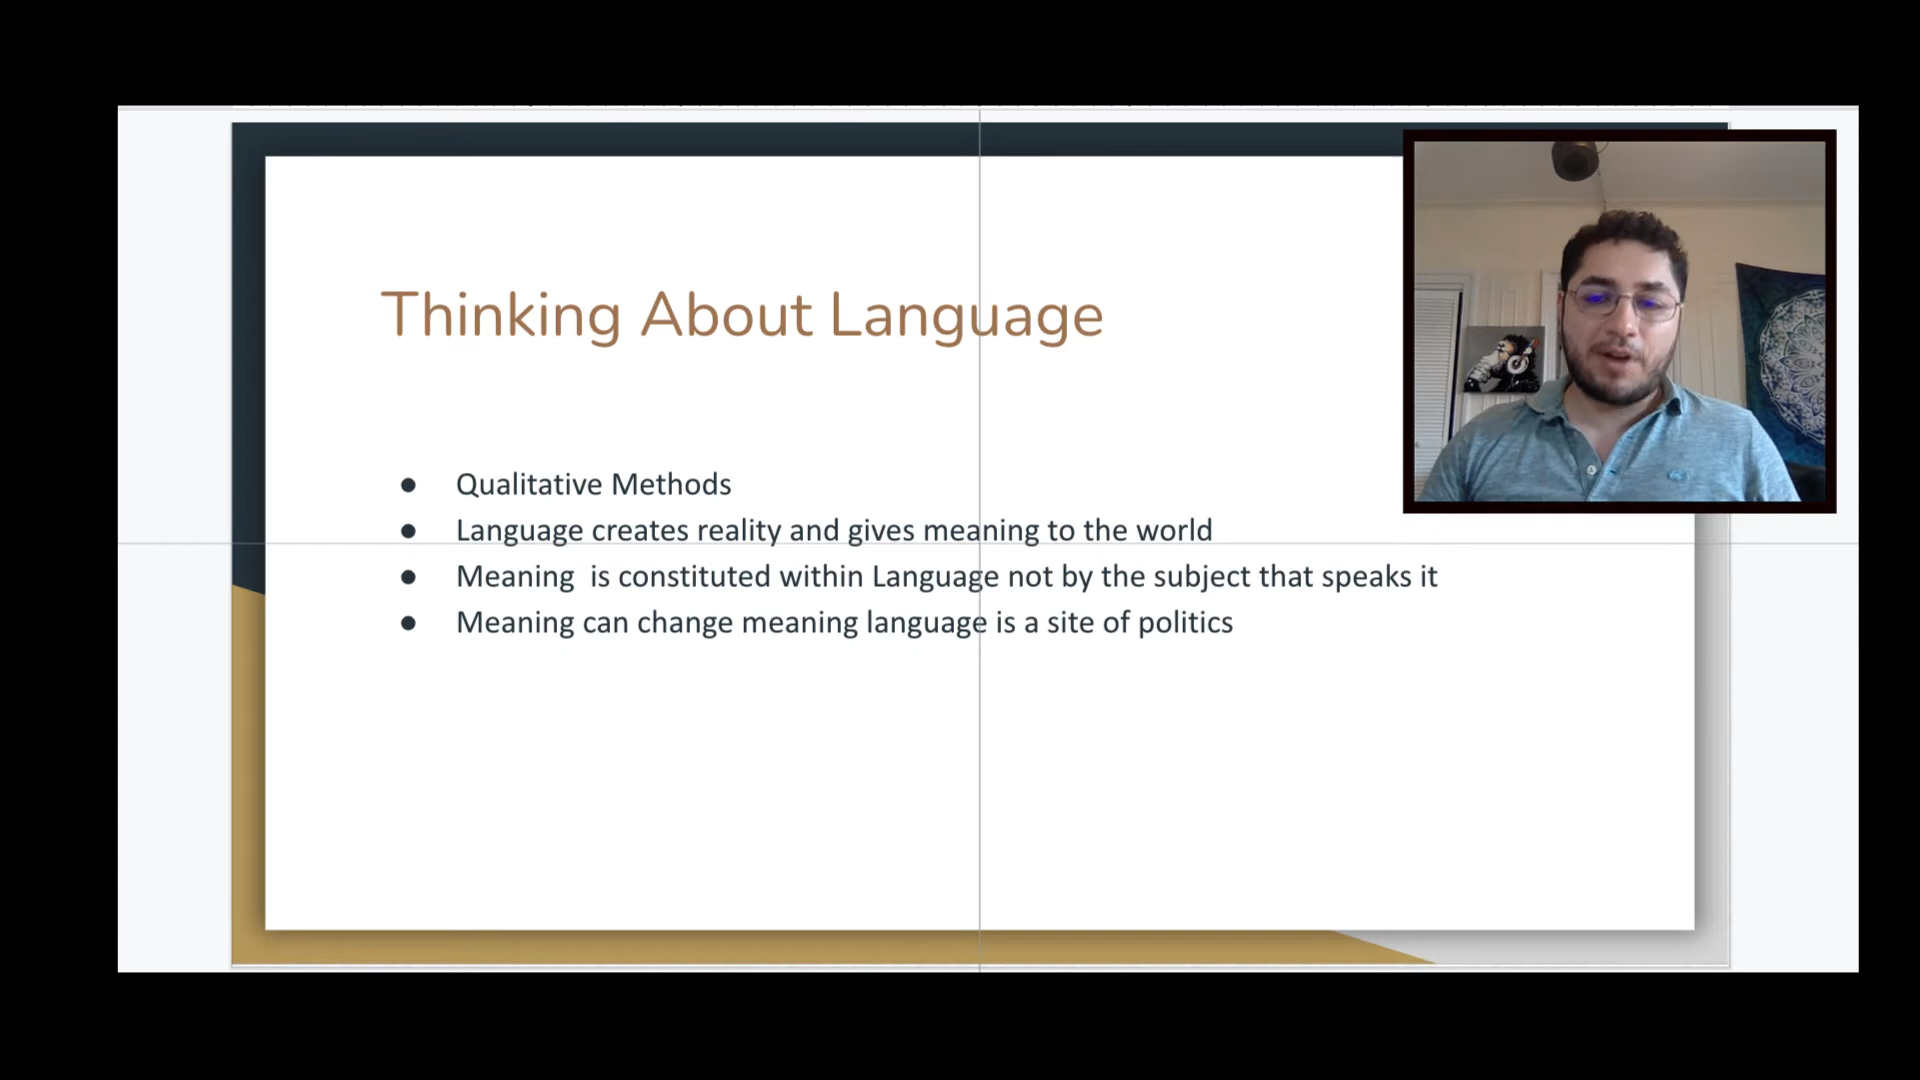 Thinking About Language
● Qualitative Methods
● Language creates reality and gives meaning to the world
● Meaning  is constituted within Language not by the subject that speaks it
● Meaning can change meaning language is a site of politics